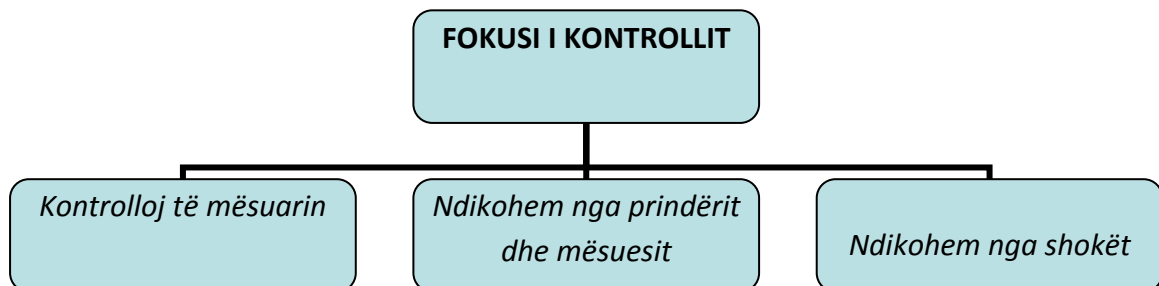 FOKUSI I KONTROLLIT
Kontrolloj të mësuarin
Ndikohem nga prindërit
dhe mësuesit
Ndikohem nga shokët